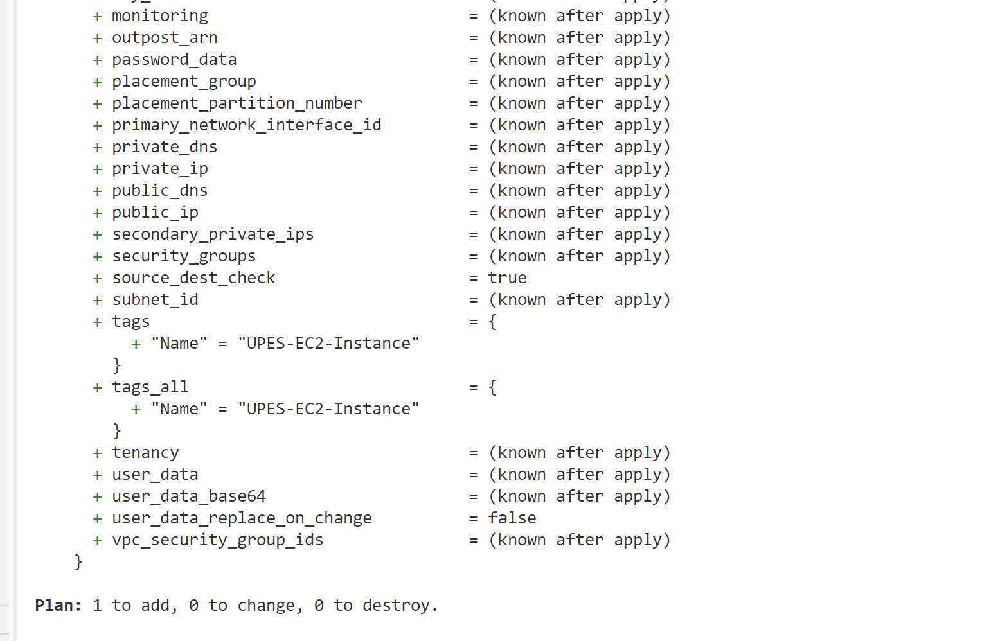 + monitoring = (known after apply)
+ outpost_arn = (known after apply)
+ password_data = (known after apply)
+ placement_group = (known after apply)
+ placement_partition_number = (known after apply)
+ primary_network_interface_id = (known after apply)
+ private_dns = (known after apply)
+ private_ip = (known after apply)
+ public_dns = (known after apply)
+ public_ip = (known after apply)
+ secondary_private_ips = (known after apply)
+ security_groups = (known after apply)
+ source_dest_check = true
+ subnet_id = (known after apply)
+ tags = {
+ "Name" = "UPES-EC2-Instance"
}
+ tags_all = {
+ "Name" = "UPES-EC2-Instance"
}
+ tenancy = (known after apply)
+ user_data = (known after apply)
+ user_data_base64 = (known after apply)
+ user_data_replace_on_change = false
+ vpc_security_group_ids = (known after apply)
}
Plan: 1 to add, 0 to change, 0 to destroy.